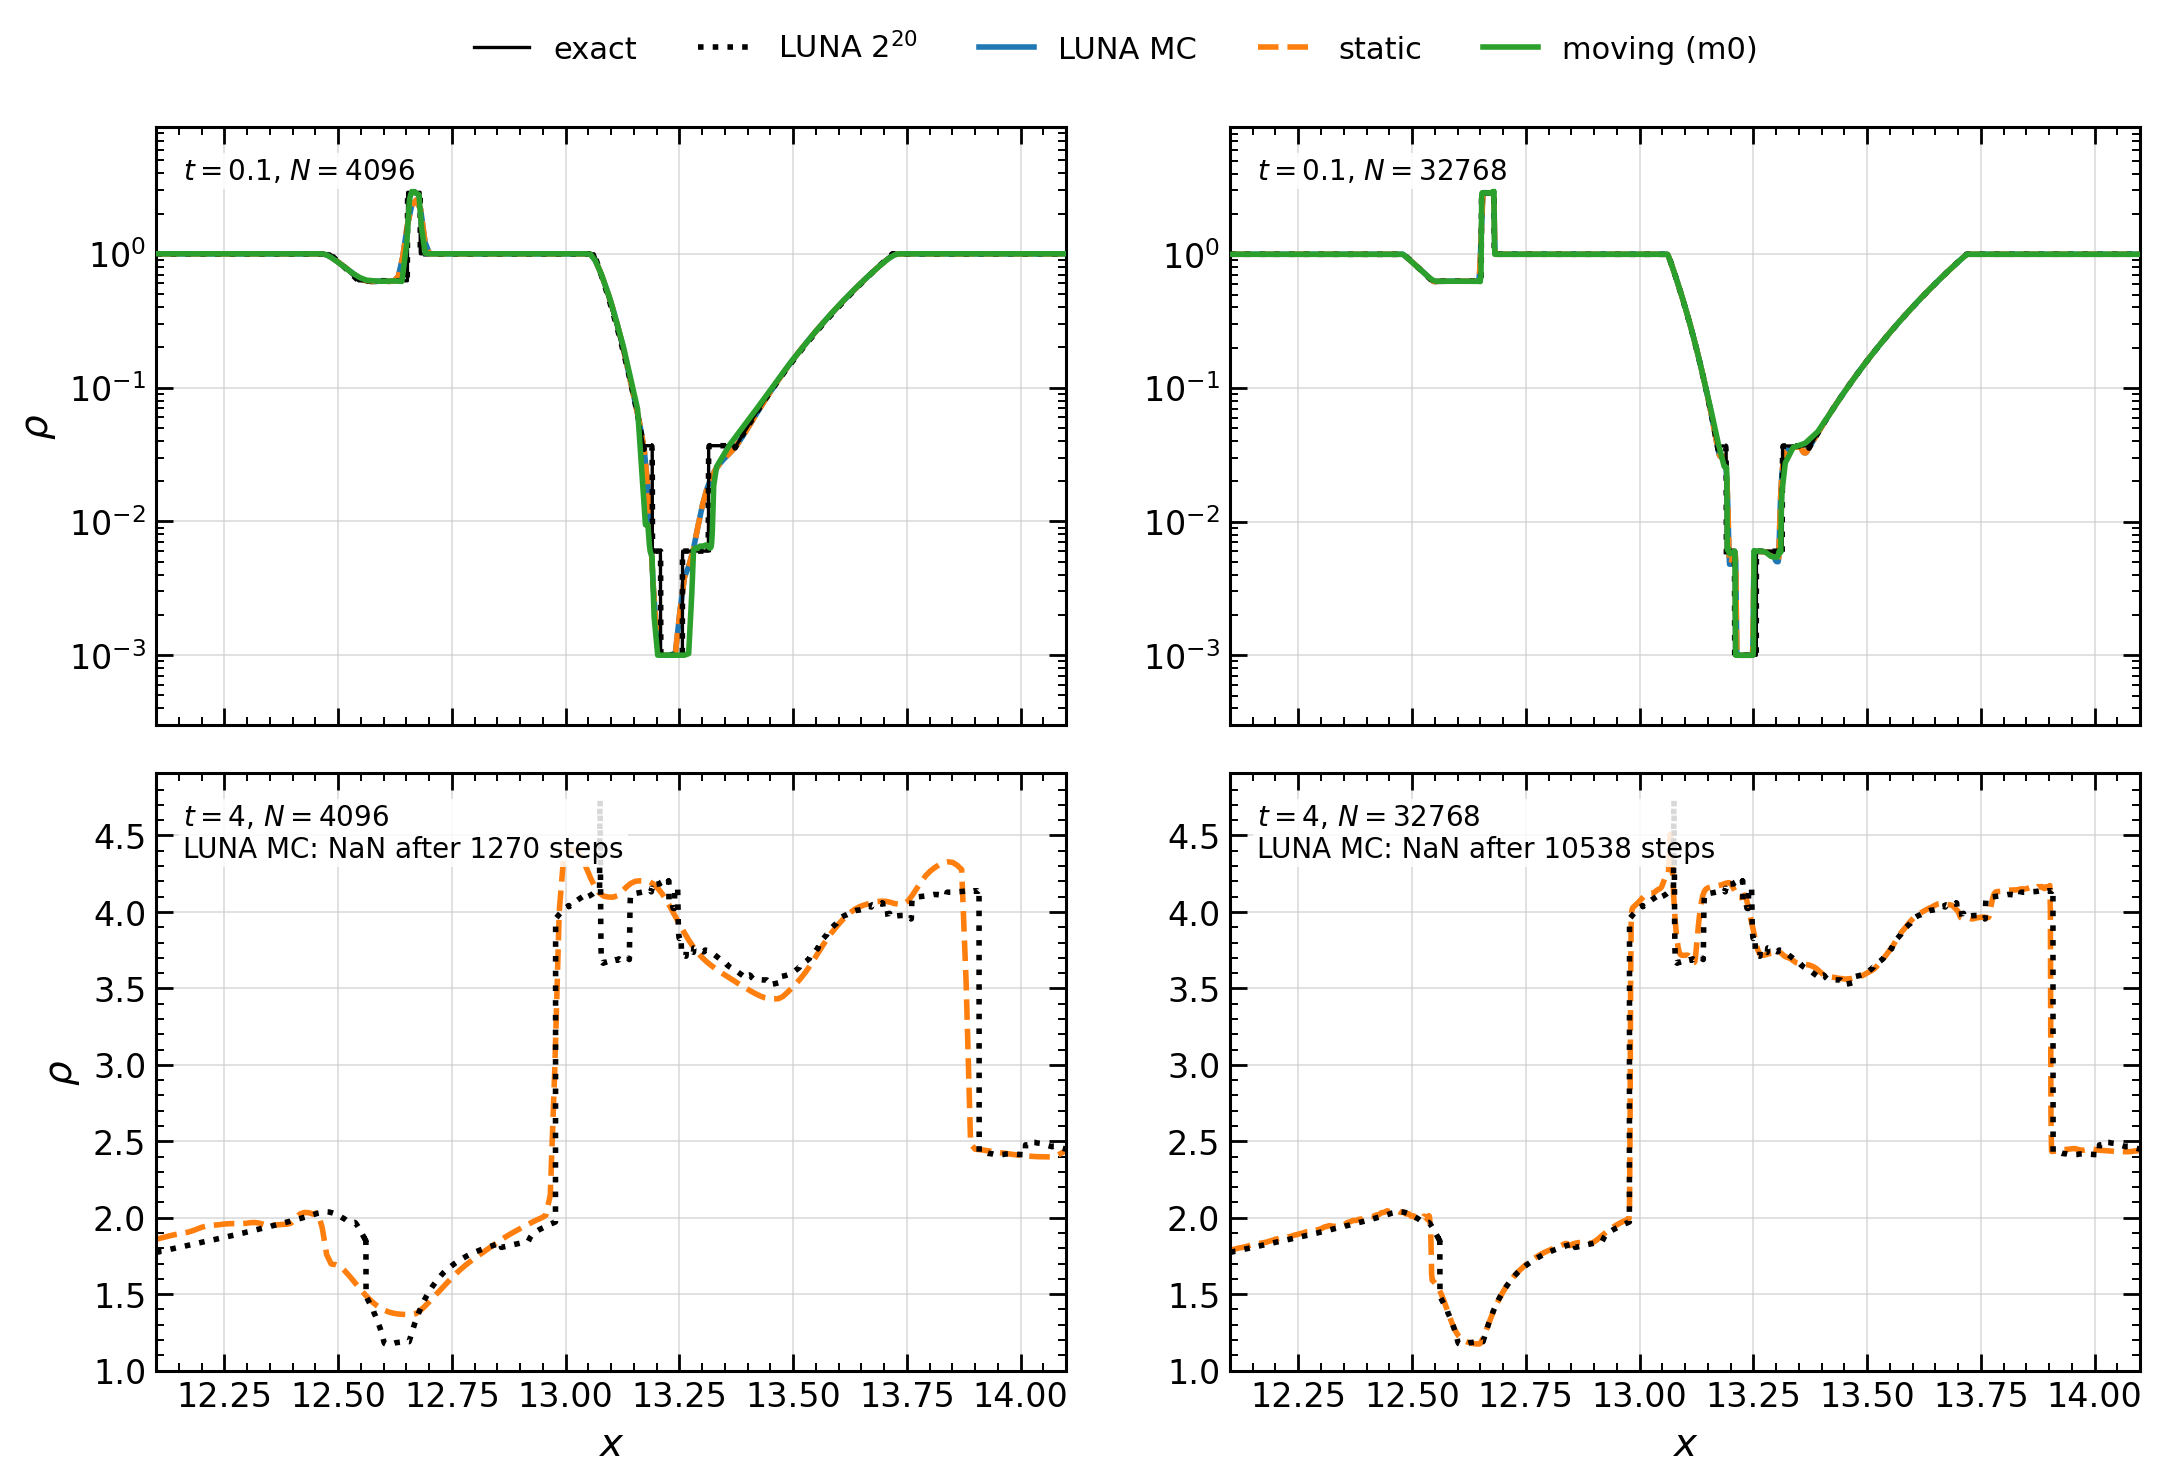 exact LUNA 2^20 LUNA MC static moving (m0)
t = 0.1, N = 4096
10^0
10^-1
10^-2
10^-3
ρ
t = 0.1, N = 32768
10^0
10^-1
10^-2
10^-3
t = 4, N = 4096
LUNA MC: NaN after 1270 steps
4.5
4.0
3.5
3.0
2.5
2.0
1.5
1.0
ρ
12.25 12.50 12.75 13.00 13.25 13.50 13.75 14.00
x
t = 4, N = 32768
LUNA MC: NaN after 10538 steps
4.5
4.0
3.5
3.0
2.5
2.0
1.5
1.0
12.25 12.50 12.75 13.00 13.25 13.50 13.75 14.00
x